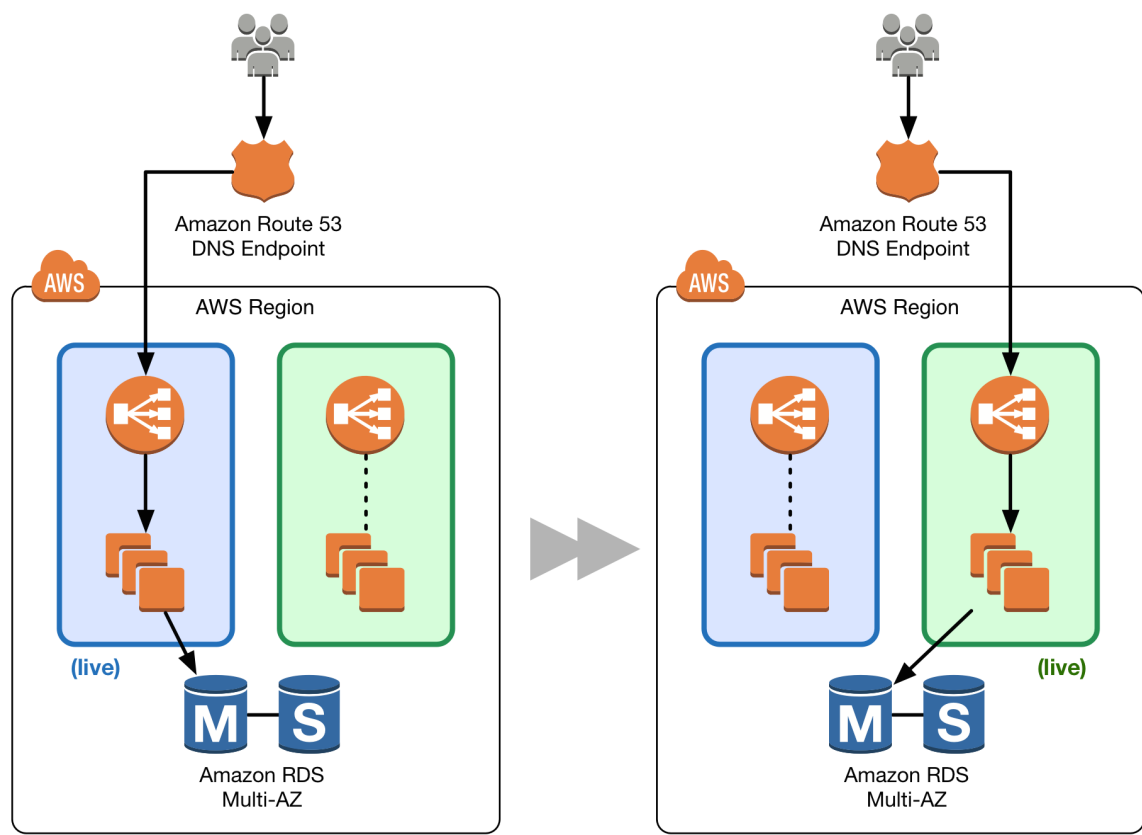 Amazon Route 53
DNS Endpoint
AWS
AWS Region
(live)
M
S
Amazon RDS
Multi-AZ
Amazon Route 53
DNS Endpoint
AWS
AWS Region
(live)
M
S
Amazon RDS
Multi-AZ